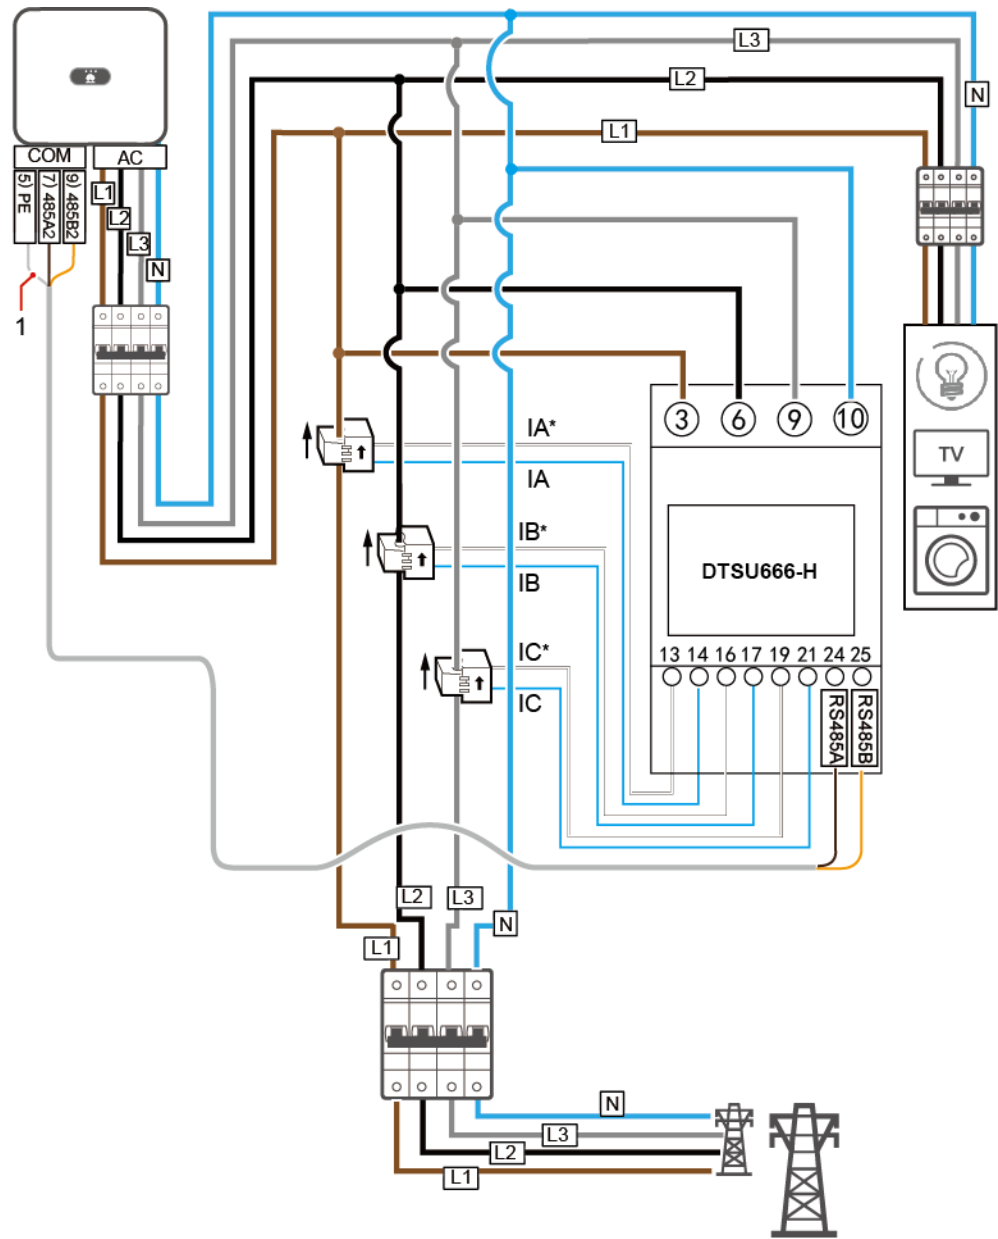 L3
L2
N
L1
COM
AC
5) PE
7) 485A2
9) 485B2
L1
L2
L3
N
1
3
6
9
10
IA*
IA
TV
IB*
IB
DTSU666-H
IC*
IC
13 14 16 17 19 21 24 25
RS485A
RS485B
L2
L3
N
L1
N
L3
L2
L1